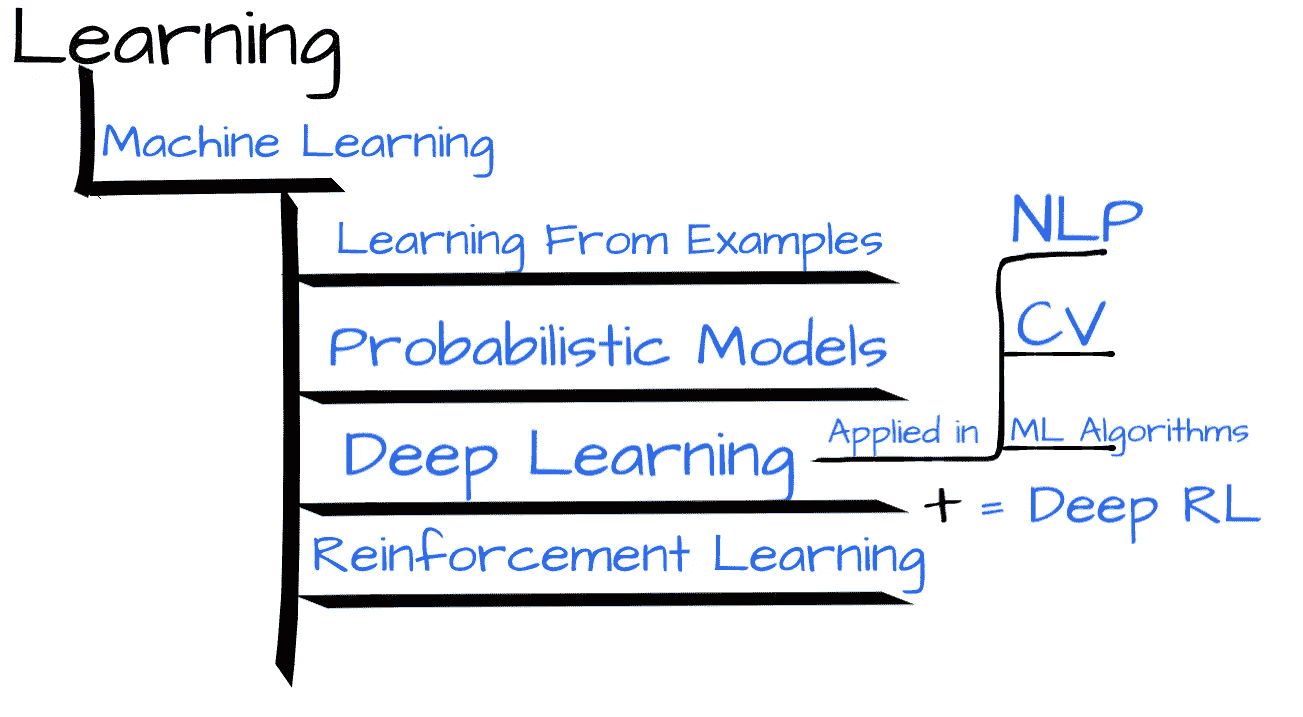 Learning
Machine Learning
Learning From Examples
Probabilistic Models
Deep Learning
Applied in
NLP
CV
ML Algorithms
+ = Deep RL
Reinforcement Learning